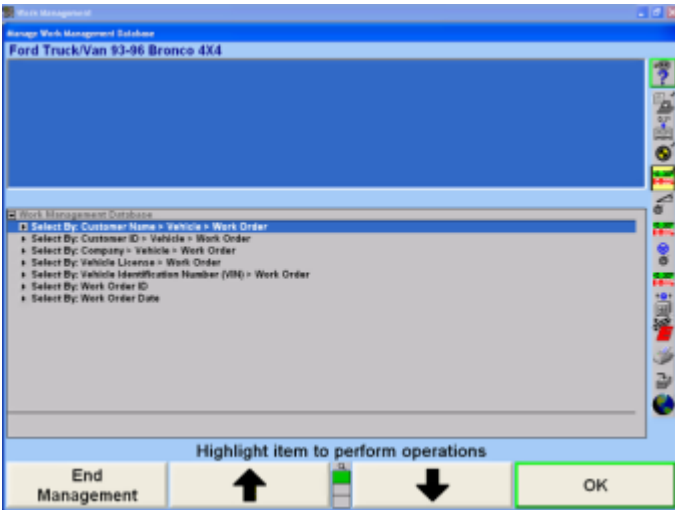 Work Management
Manage Work Management Database
Ford Truck/Van 93-96 Bronco 4X4
Work Management Database
Select By: Customer Name > Vehicle > Work Order
Select By: Customer ID > Vehicle > Work Order
Select By: Company > Vehicle > Work Order
Select By: Vehicle License > Work Order
Select By: Vehicle Identification Number (VIN) > Work Order
Select By: Work Order ID
Select By: Work Order Date
Highlight item to perform operations
End
Management
OK